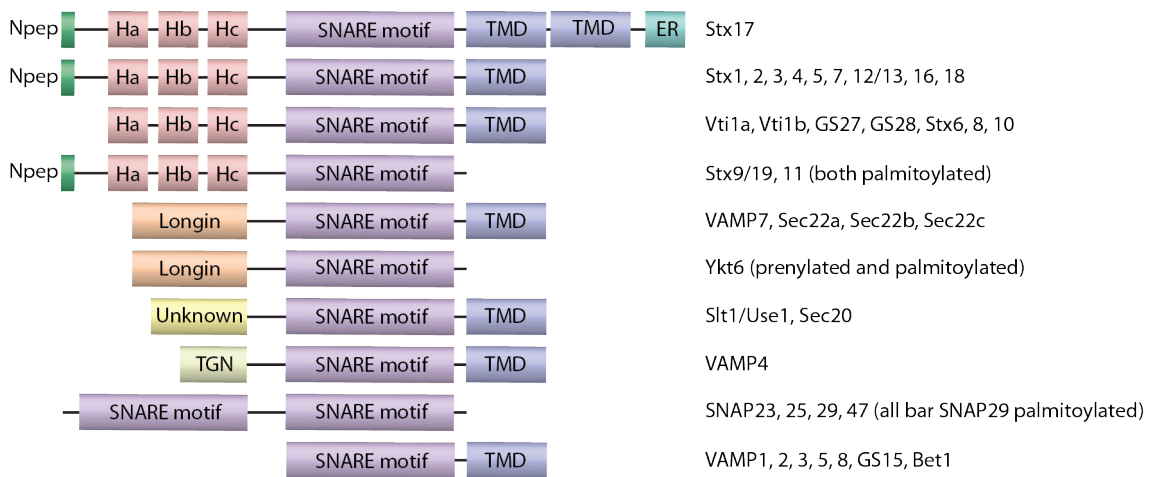 Npep Ha Hb Hc SNARE motif TMD TMD ER Stx17
Npep Ha Hb Hc SNARE motif TMD Stx1, 2, 3, 4, 5, 7, 12/13, 16, 18
Ha Hb Hc SNARE motif TMD Vti1a, Vti1b, GS27, GS28, Stx6, 8, 10
Npep Ha Hb Hc SNARE motif Stx9/19, 11 (both palmitoylated)
Longin SNARE motif TMD VAMP7, Sec22a, Sec22b, Sec22c
Longin SNARE motif Ykt6 (prenylated and palmitoylated)
Unknown SNARE motif TMD Slt1/Use1, Sec20
TGN SNARE motif TMD VAMP4
SNARE motif SNARE motif SNAP23, 25, 29, 47 (all bar SNAP29 palmitoylated)
SNARE motif TMD VAMP1, 2, 3, 5, 8, GS15, Bet1